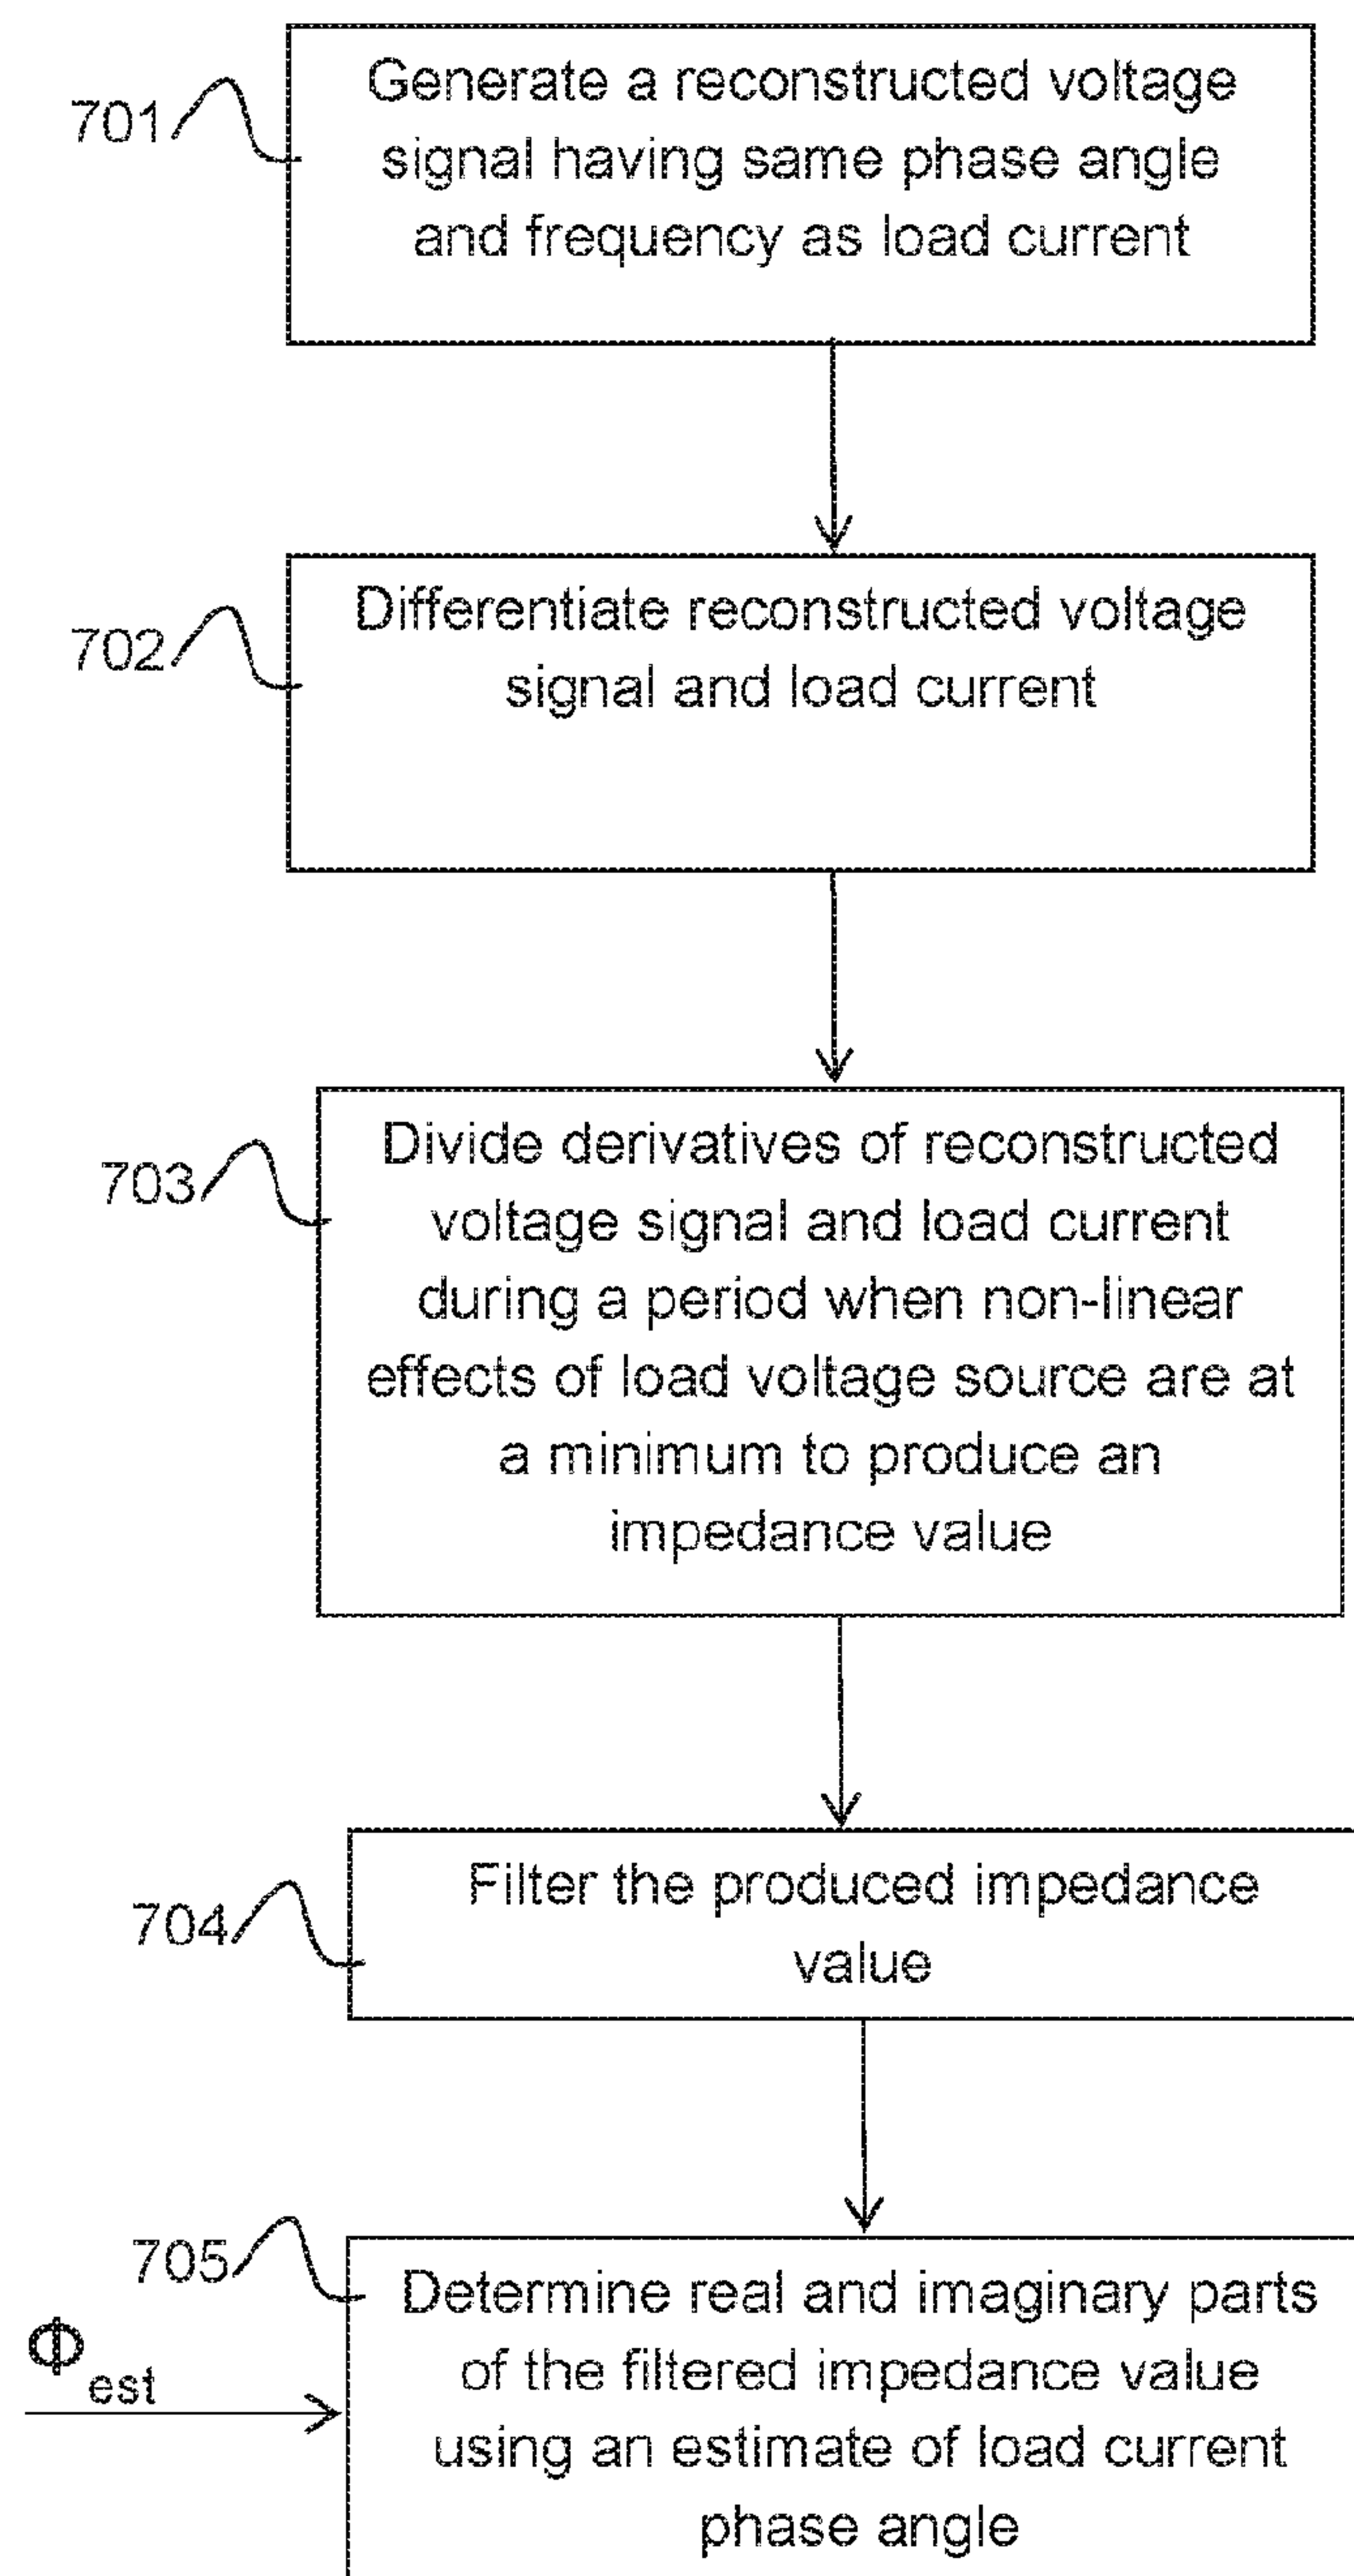 701
Generate a reconstructed voltage
signal having same phase angle
and frequency as load current
702
Differentiate reconstructed voltage
signal and load current
703
Divide derivatives of reconstructed
voltage signal and load current
during a period when non-linear
effects of load voltage source are at
a minimum to produce an
impedance value
704
Filter the produced impedance
value
705
Determine real and imaginary parts
of the filtered impedance value
using an estimate of load current
phase angle
Φest